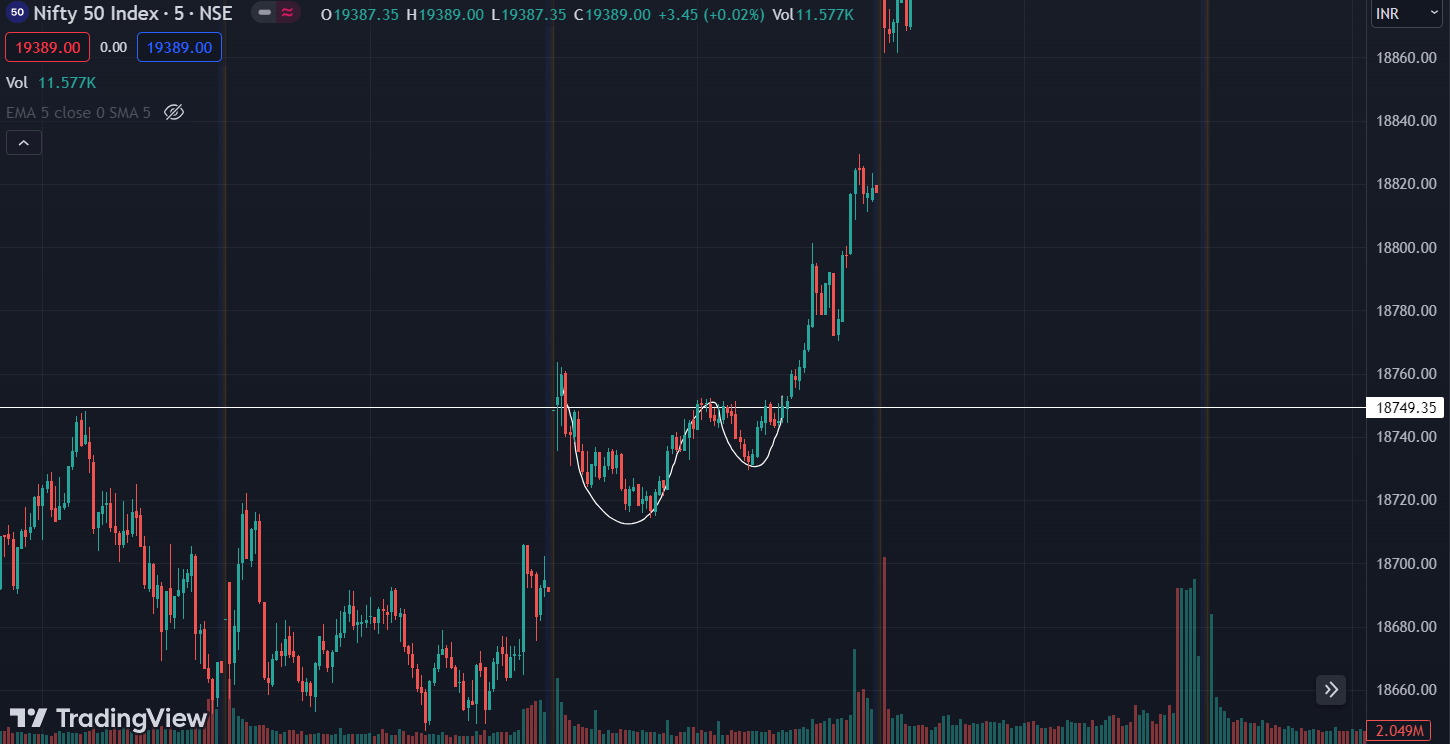 50 Nifty 50 Index · 5 · NSE O19387.35 H19389.00 L19387.35 C19389.00 +3.45 (+0.02%) Vol11.577K INR
19389.00 0.00 19389.00
18860.00
Vol 11.577K
EMA 5 close 0 SMA 5
18840.00
18820.00
18800.00
18780.00
18760.00
18749.35
18740.00
18720.00
18700.00
18680.00
18660.00
TradingView
2.049M